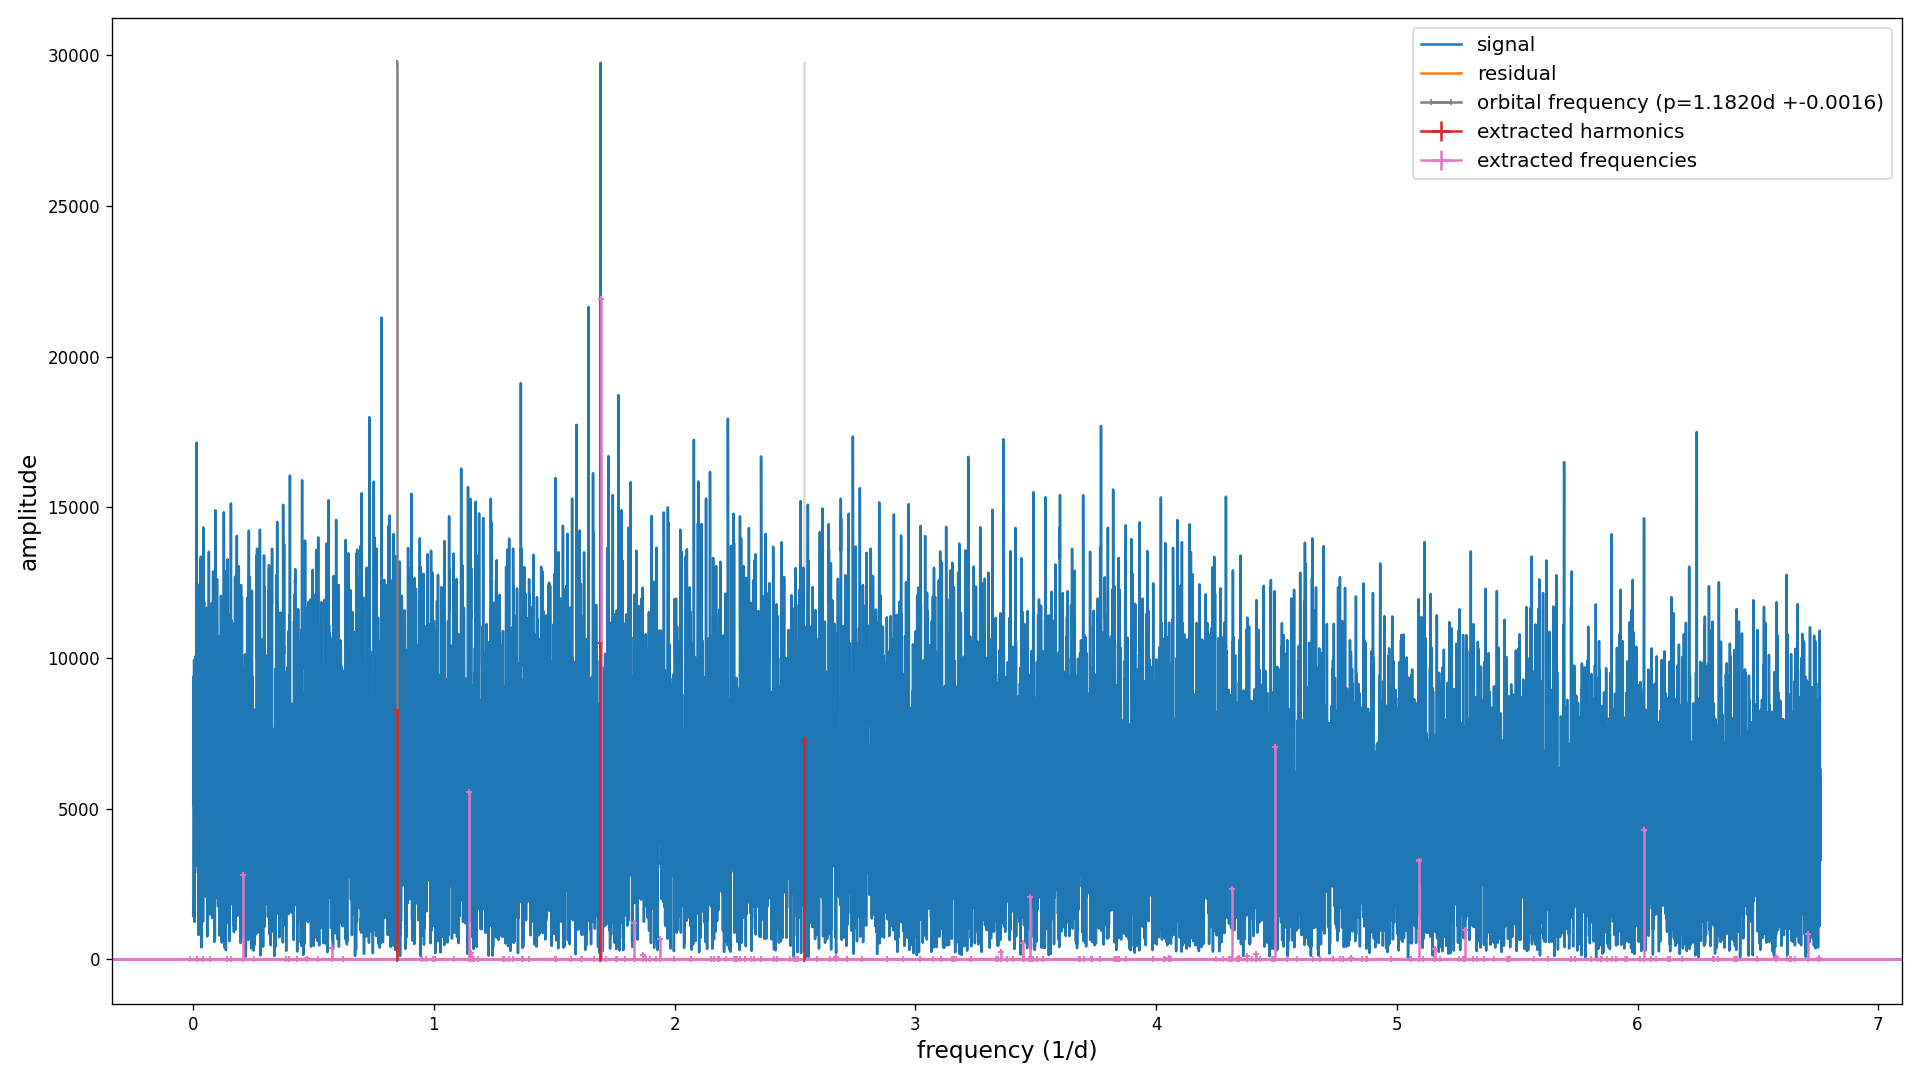 30000
25000
20000
15000
10000
5000
0
amplitude
0 1 2 3 4 5 6 7
frequency (1/d)
signal
residual
orbital frequency (p=1.1820d +-0.0016)
extracted harmonics
extracted frequencies